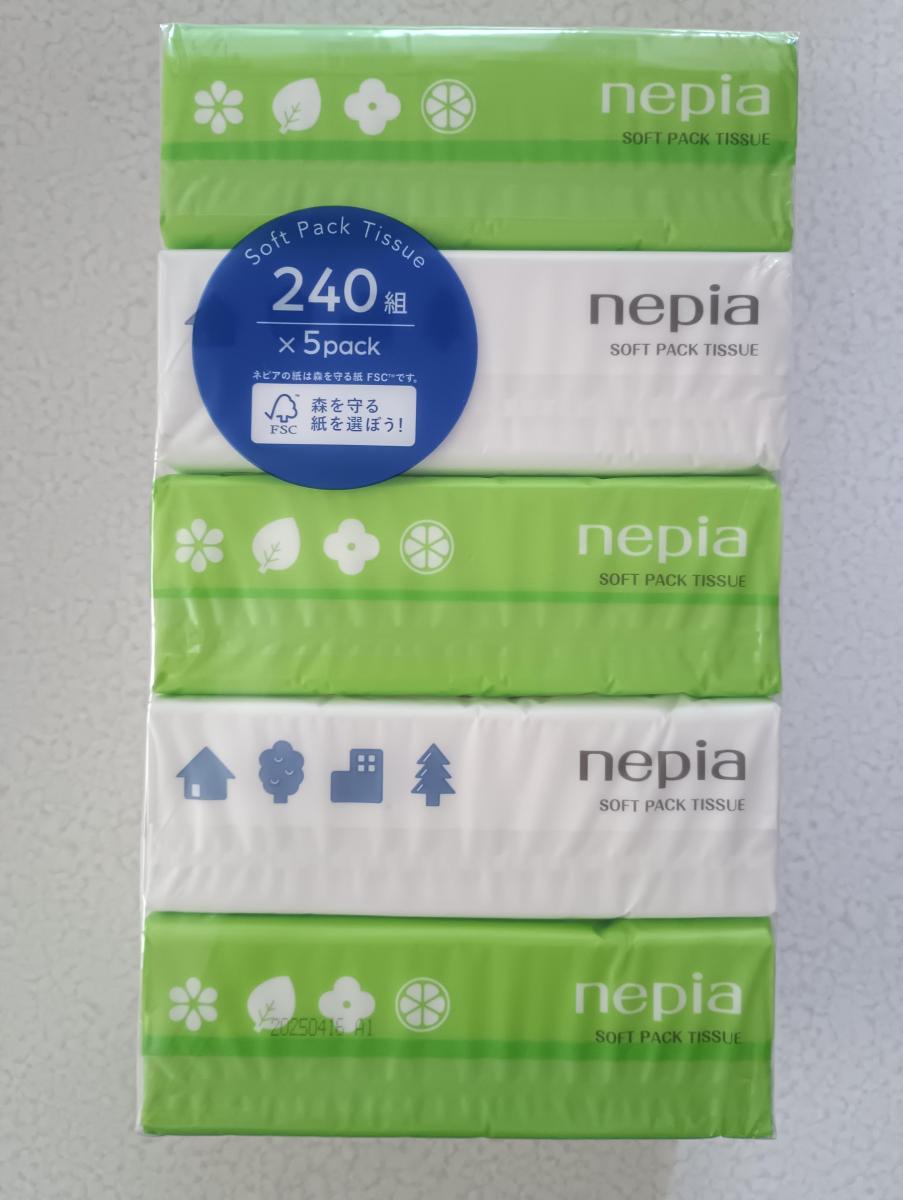 nepia
SOFT PACK TISSUE
Soft Pack Tissue
240組
×5pack
ネピアの紙は森を守る紙 FSC™です。
FSC
森を守る
紙を選ぼう!
nepia
SOFT PACK TISSUE
nepia
SOFT PACK TISSUE
nepia
SOFT PACK TISSUE
nepia
SOFT PACK TISSUE
20250416 A1